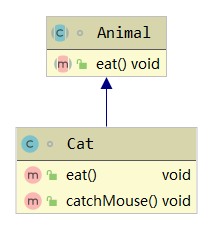 C Animal
m eat() void
C Cat
m eat() void
m catchMouse() void